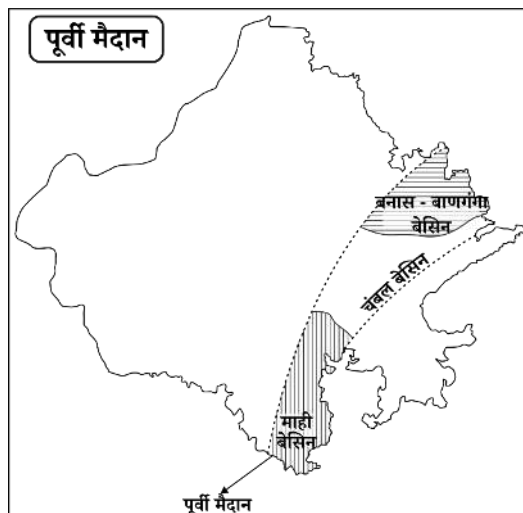 पूर्वी मैदान
बनास - बाणगंगा
बेसिन
चंबल बेसिन
माही
बेसिन
पूर्वी मैदान